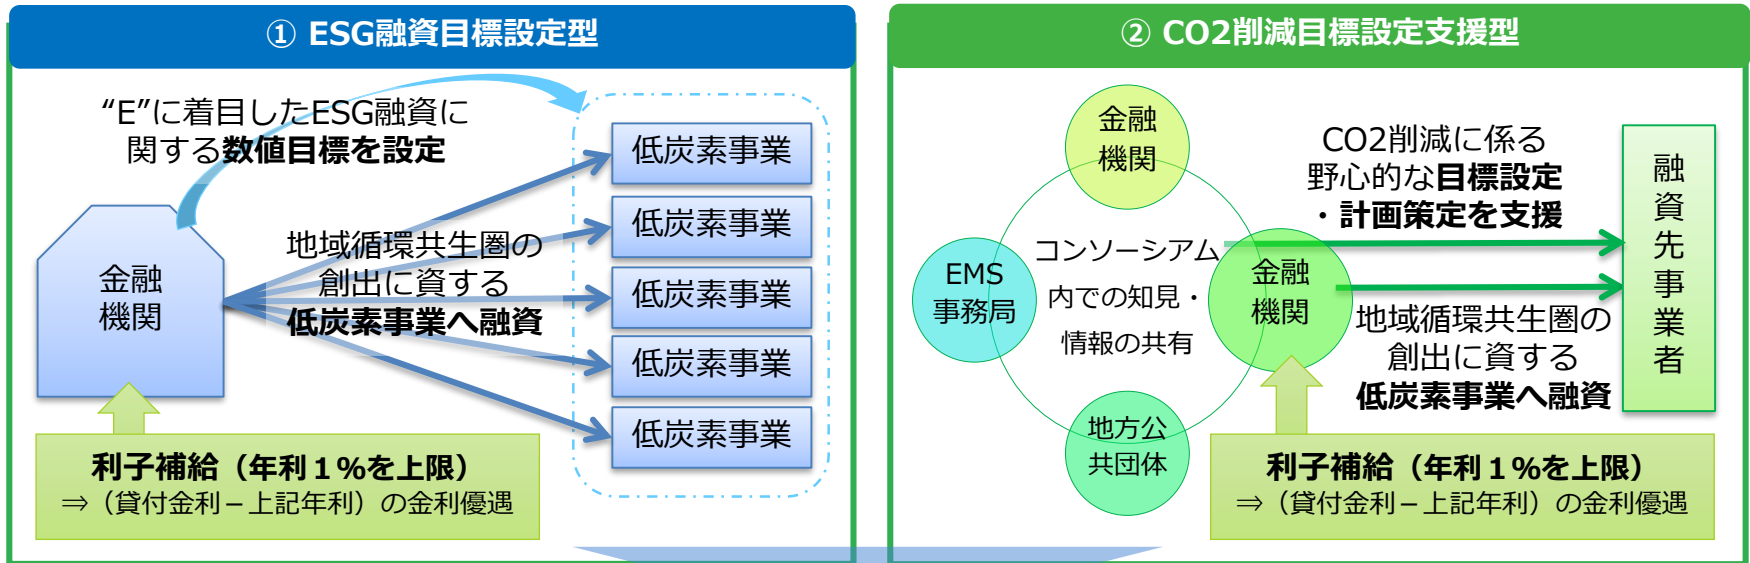 ① ESG融資目標設定型
“E”に着目したESG融資に
関する数値目標を設定
金融
機関
地域循環共生圏の
創出に資する
低炭素事業へ融資
低炭素事業
低炭素事業
低炭素事業
低炭素事業
低炭素事業
利子補給（年利１%を上限）
⇒（貸付金利－上記年利）の金利優遇
② CO2削減目標設定支援型
金融
機関
EMS
事務局
コンソーシアム
内での知見・
情報の共有
金融
機関
地方公
共団体
CO2削減に係る
野心的な目標設定
・計画策定を支援
地域循環共生圏の
創出に資する
低炭素事業へ融資
融資先事業者
利子補給（年利１%を上限）
⇒（貸付金利－上記年利）の金利優遇